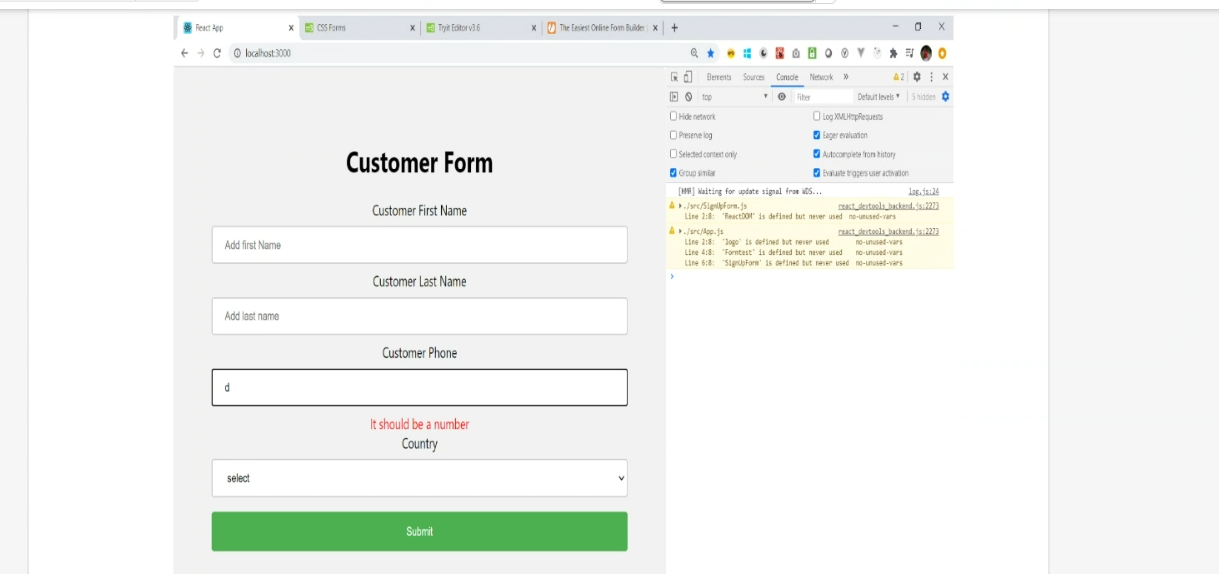 React App
CSS Forms
Tryit Editor v3.6
The Easiest Online Form Builder
localhost:3000
Elements Sources Console Network
2
top
Filter
Default levels
5 hidden
Hide network
Log XMLHttpRequests
Preserve log
Eager evaluation
Selected context only
Autocomplete from history
Group similar
Evaluate triggers user activation
[HMR] Waiting for update signal from WDS... log.js:24
./src/SignUpForm.js react_devtools_backend.js:2273
Line 2:8: 'ReactDOM' is defined but never used no-unused-vars
./src/App.js react_devtools_backend.js:2273
Line 2:8: 'logo' is defined but never used no-unused-vars
Line 4:8: 'Formtest' is defined but never used no-unused-vars
Line 6:8: 'SignUpForm' is defined but never used no-unused-vars
Customer Form
Customer First Name
Add first Name
Customer Last Name
Add last name
Customer Phone
d
It should be a number
Country
select
Submit